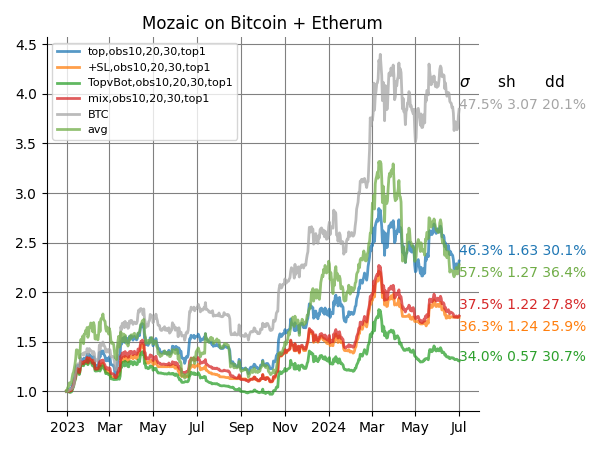 Mozaic on Bitcoin + Etherum
4.5
4.0
3.5
3.0
2.5
2.0
1.5
1.0
top,obs10,20,30,top1
+SL,obs10,20,30,top1
TopvBot,obs10,20,30,top1
mix,obs10,20,30,top1
BTC
avg
σ sh dd
47.5% 3.07 20.1%
46.3% 1.63 30.1%
57.5% 1.27 36.4%
37.5% 1.22 27.8%
36.3% 1.24 25.9%
34.0% 0.57 30.7%
2023 Mar May Jul Sep Nov 2024 Mar May Jul